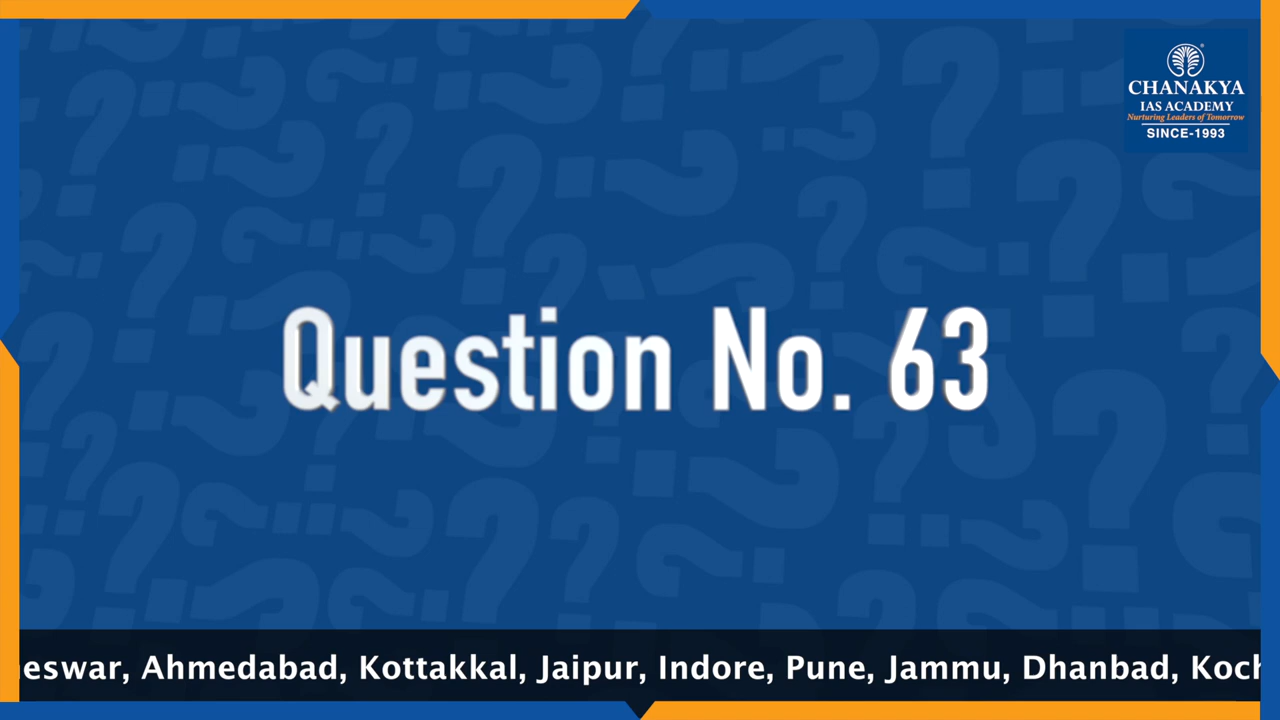 CHANAKYA
IAS ACADEMY
Nurturing Leaders of Tomorrow
SINCE-1993
Question No. 63
eswar, Ahmedabad, Kottakkal, Jaipur, Indore, Pune, Jammu, Dhanbad, Koch